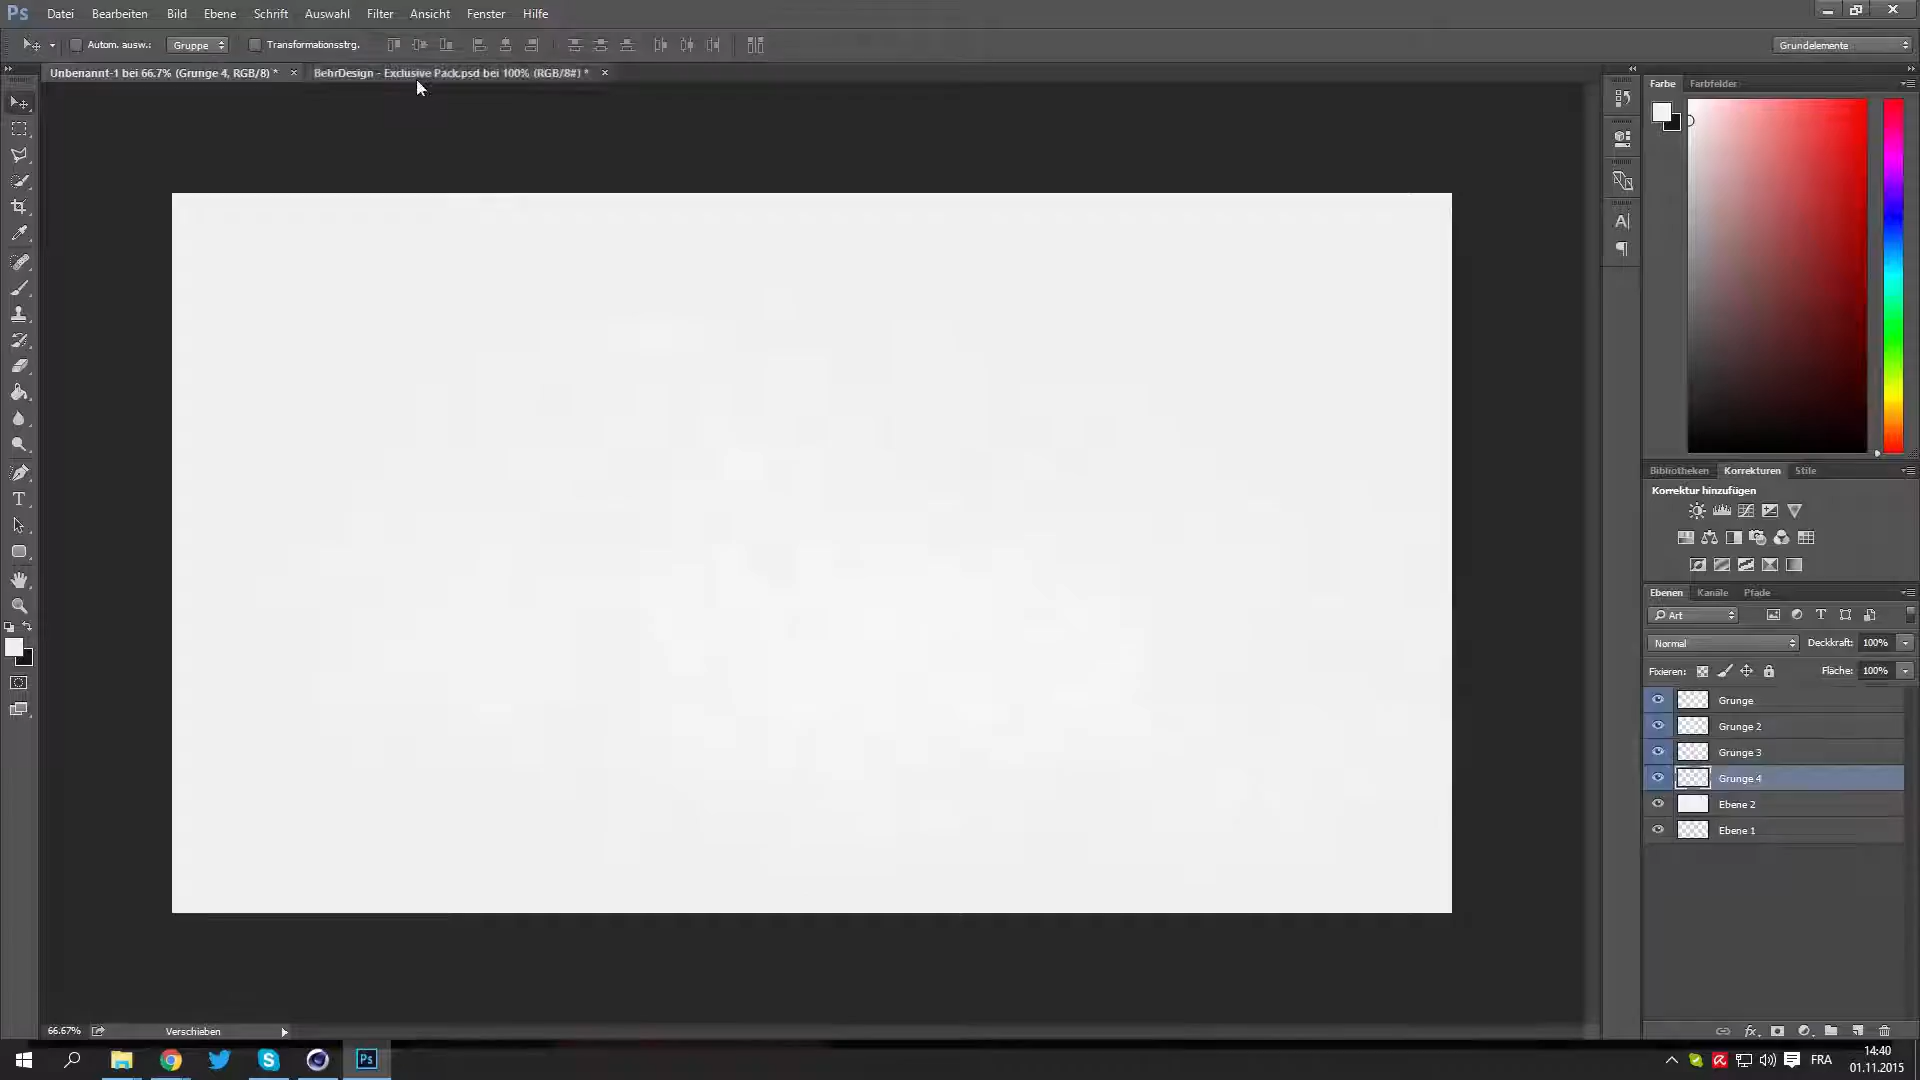 Ps Datei Bearbeiten Bild Ebene Schrift Auswahl Filter Ansicht Fenster Hilfe
Autom. ausw.: Gruppe Transformationsstrg. Grundelemente
Unbenannt-1 bei 66.7% (Grunge 4, RGB/8) * × BehrDesign - Exclusive Pack.psd bei 100% (RGB/8#) * ×
Farbe Farbfelder
Bibliotheken Korrekturen Stile
Korrektur hinzufügen
Ebenen Kanäle Pfade
Art
Normal Deckkraft: 100%
Fixieren: Fläche: 100%
Grunge
Grunge 2
Grunge 3
Grunge 4
Ebene 2
Ebene 1
66.67% Verschieben
fx
Ps FRA 14:40
01.11.2015